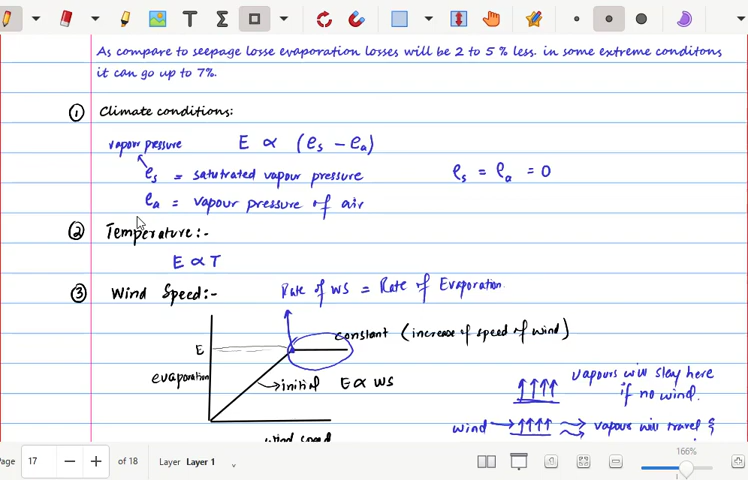 As compare to seepage losse evaporation losses will be 2 to 5 % less. in some extreme conditons
it can go up to 7%.
① Climate conditions:
vapour pressure E ∝ (es - ea)
es = satutrated vapour pressure es = ea = 0
ea = vapour pressure of air
② Temperature:-
E ∝ T
③ Wind Speed:- Rate of WS = Rate of Evaporation
constant (increase of speed of wind)
E
evaporation
initial E ∝ WS
vapours will stay here
if no wind.
wind vapour will travel &
wind speed
Page 17 of 18 Layer Layer 1 166%